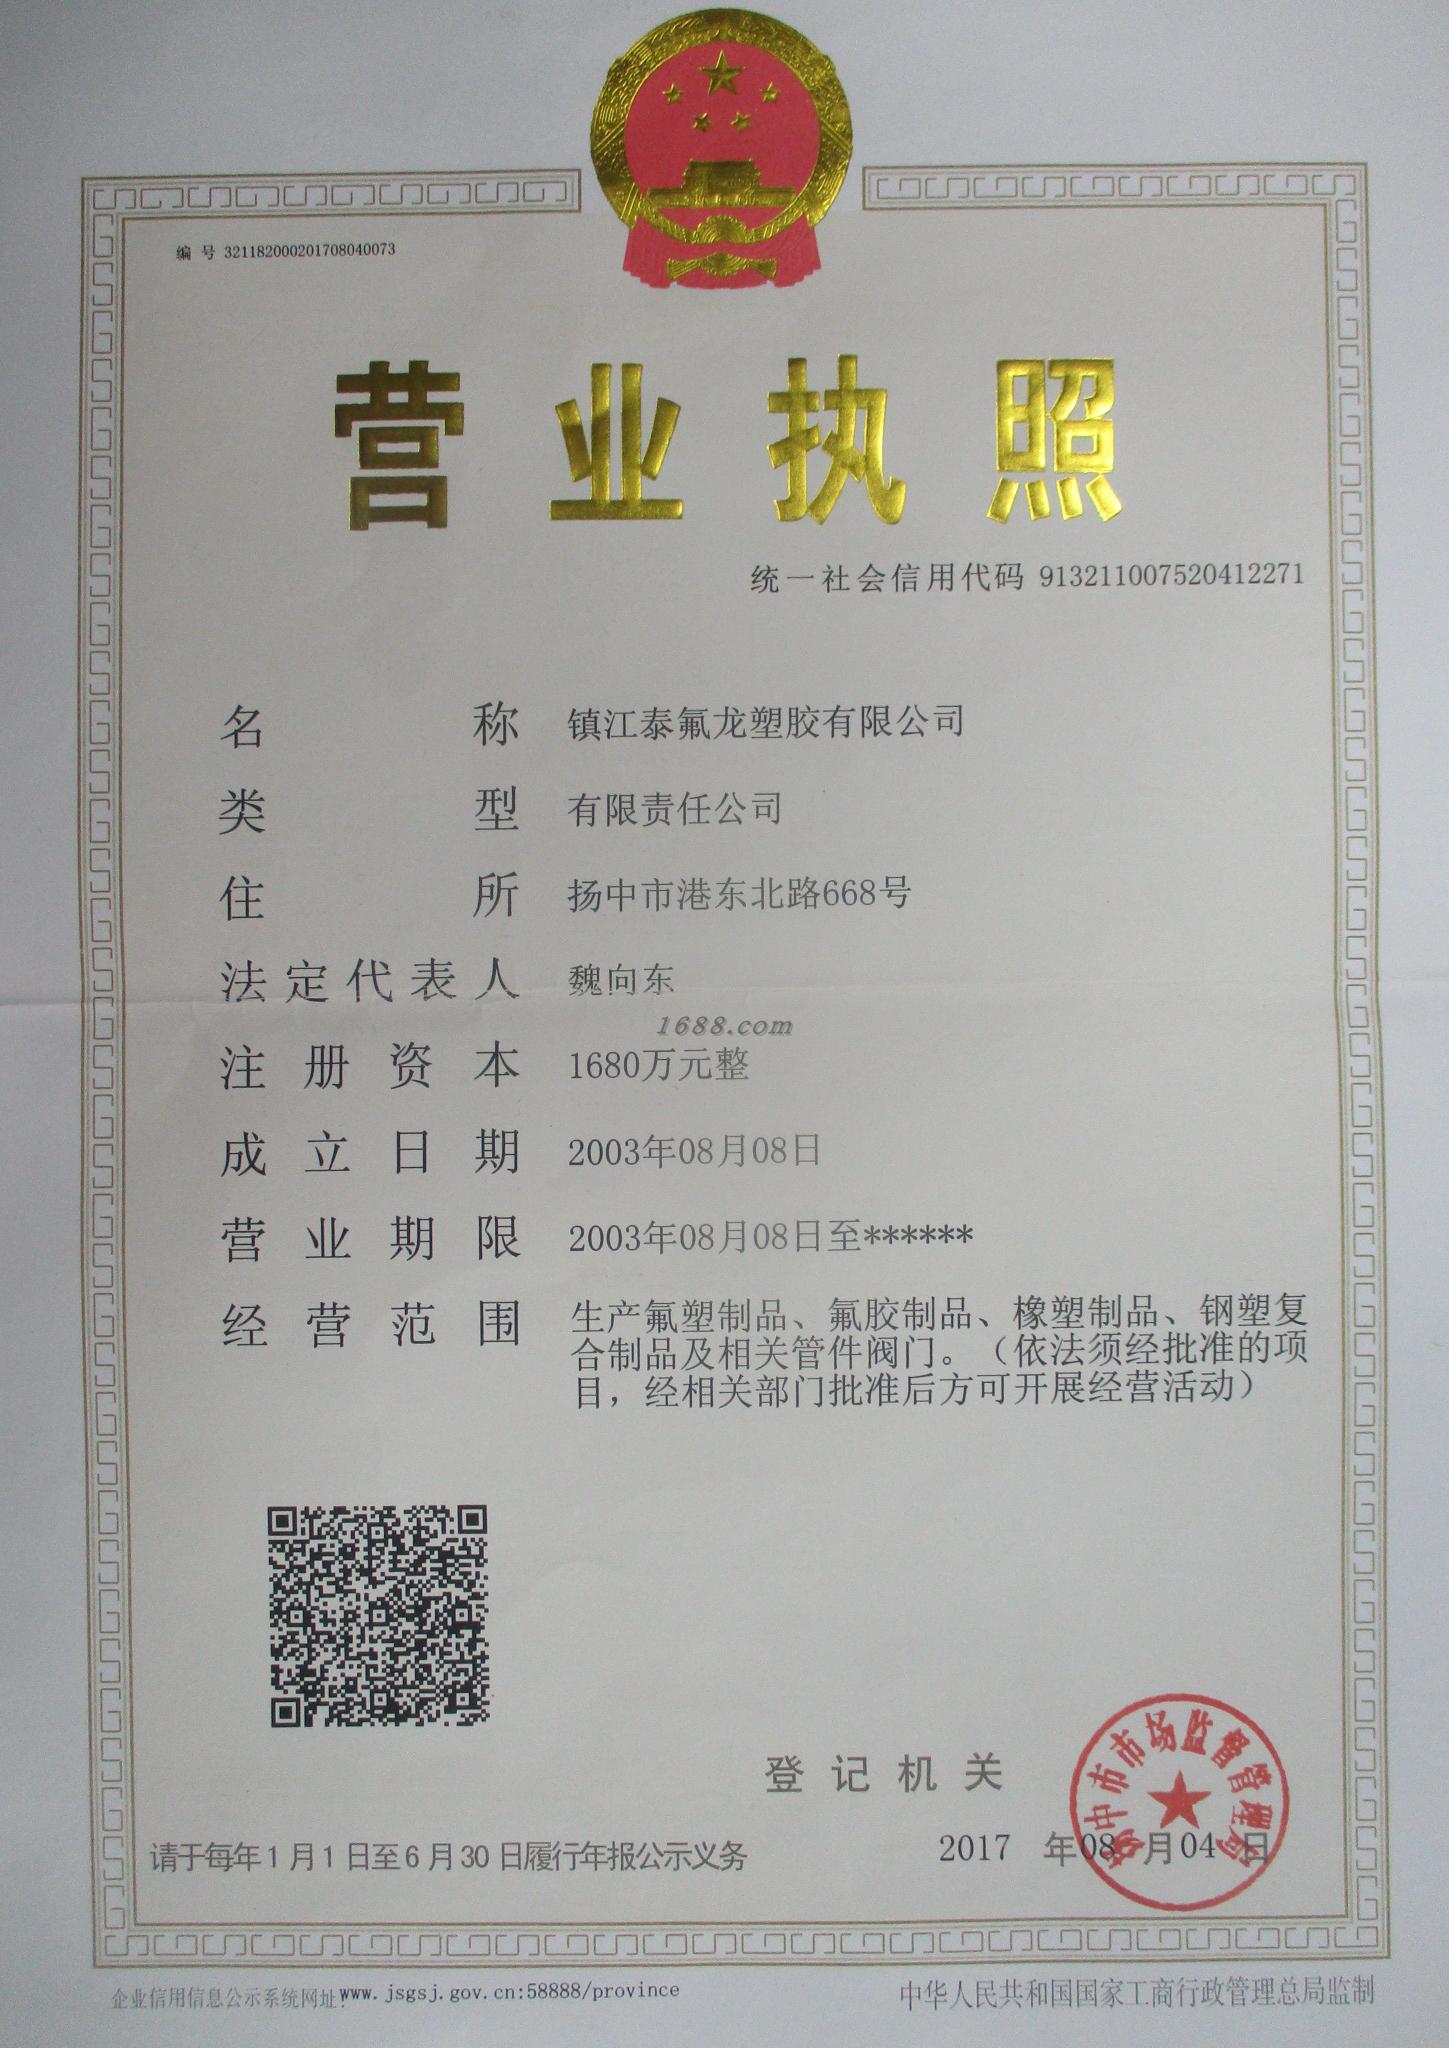 编 号 321182000201708040073
营业执照
统一社会信用代码 913211007520412271
名称 镇江泰氟龙塑胶有限公司
类型 有限责任公司
住所 扬中市港东北路668号
法定代表人 魏向东
1688.com
注册资本 1680万元整
成立日期 2003年08月08日
营业期限 2003年08月08日至******
经营范围 生产氟塑制品、氟胶制品、橡塑制品、钢塑复
合制品及相关管件阀门。（依法须经批准的项
目，经相关部门批准后方可开展经营活动）
登记机关
扬中市市场监督管理局
请于每年1月1日至6月30日履行年报公示义务
2017 年08月04日
企业信用信息公示系统网址：www.jsgsj.gov.cn:58888/province
中华人民共和国国家工商行政管理总局监制